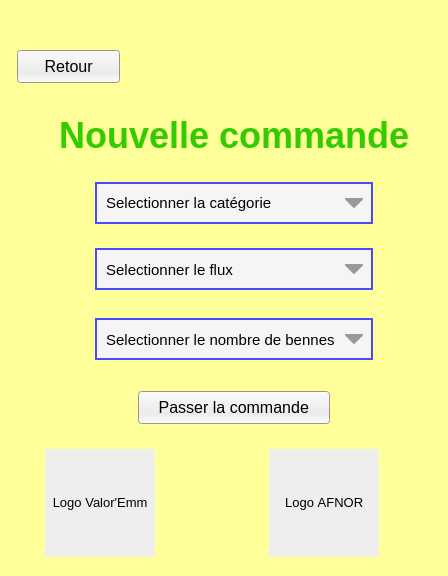 Retour
Nouvelle commande
Selectionner la catégorie
Selectionner le flux
Selectionner le nombre de bennes
Passer la commande
Logo Valor'Emm
Logo AFNOR